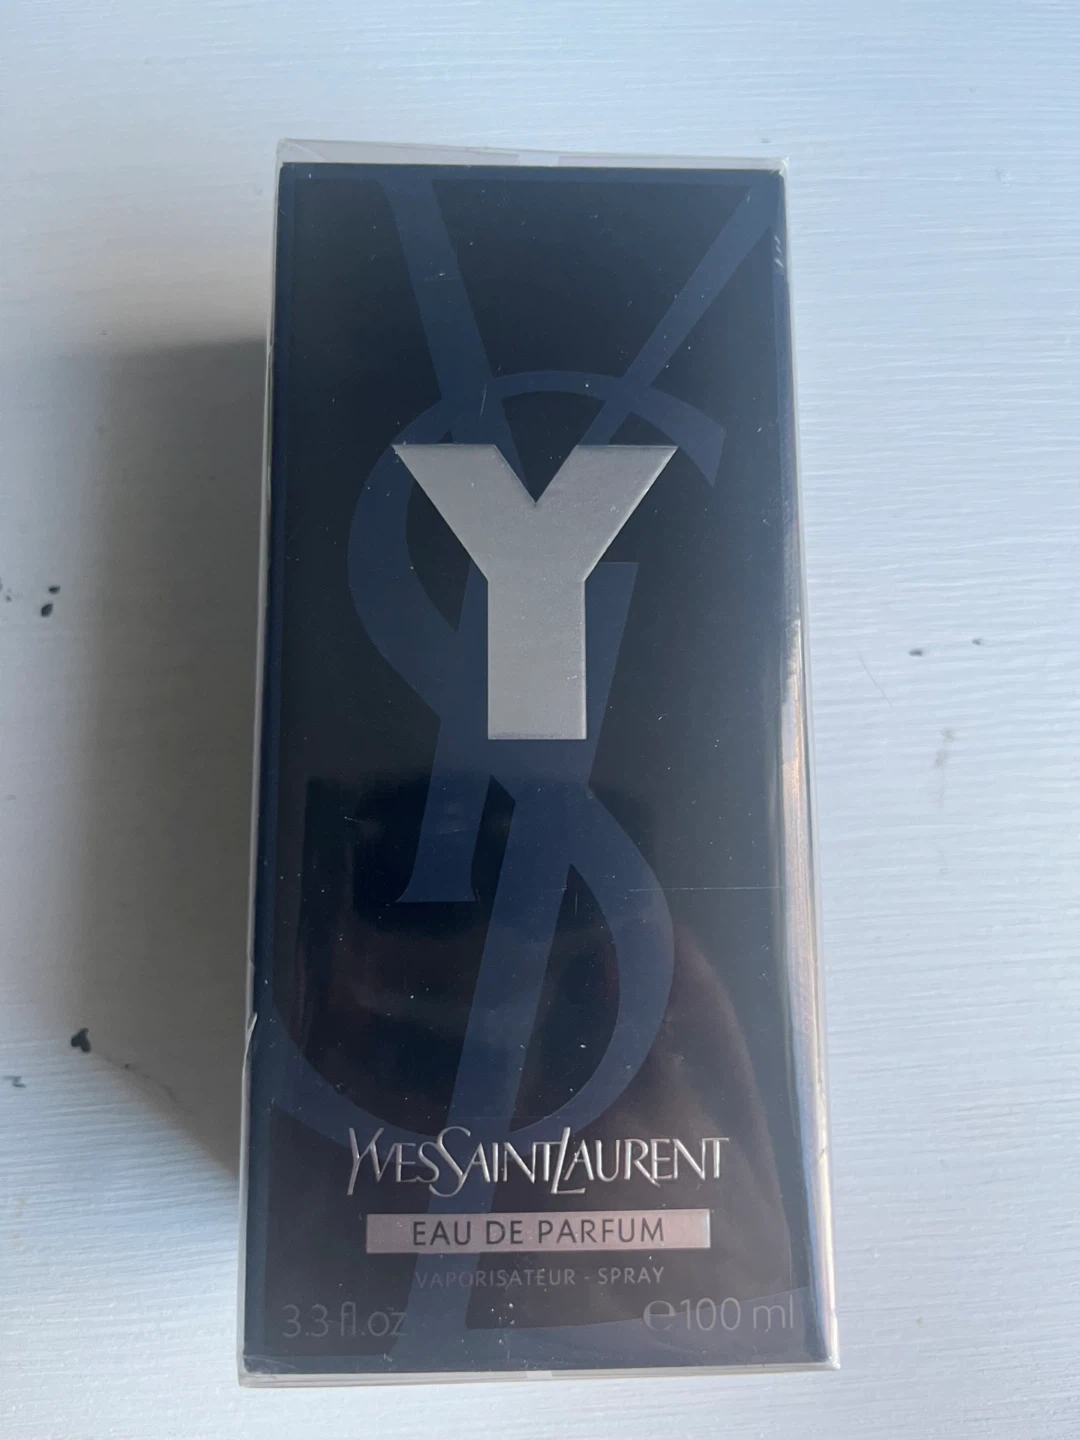 Y
YVESSAINTLAURENT
EAU DE PARFUM
VAPORISATEUR - SPRAY
3.3 fl.oz ℮100 ml